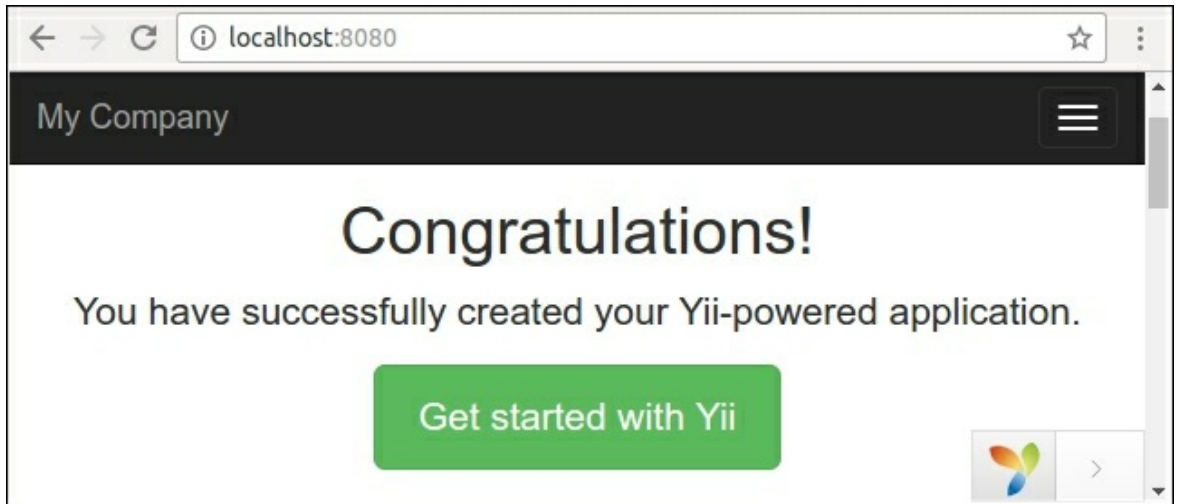 localhost:8080
My Company
Congratulations!
You have successfully created your Yii-powered application.
Get started with Yii